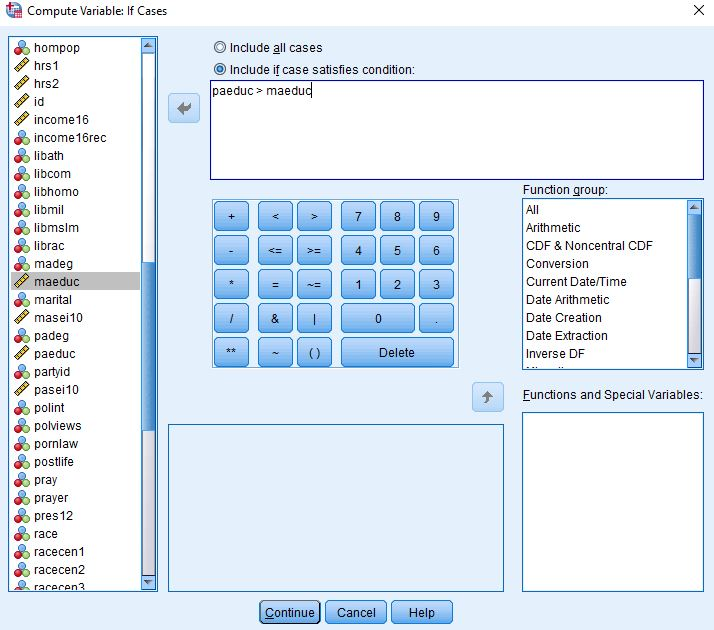 Compute Variable: If Cases
hompop
hrs1
hrs2
id
income16
income16rec
libath
libcom
libhomo
libmil
libmslm
librac
madeg
maeduc
marital
masei10
padeg
paeduc
partyid
pasei10
polint
polviews
pornlaw
postlife
pray
prayer
pres12
race
racecen1
racecen2
racecen3
Include all cases
Include if case satisfies condition:
paeduc > maeduc
+ < > 7 8 9
- <= >= 4 5 6
* = ~= 1 2 3
/ & | 0 .
** ~ ( ) Delete
Function group:
All
Arithmetic
CDF & Noncentral CDF
Conversion
Current Date/Time
Date Arithmetic
Date Creation
Date Extraction
Inverse DF
Functions and Special Variables:
Continue Cancel Help